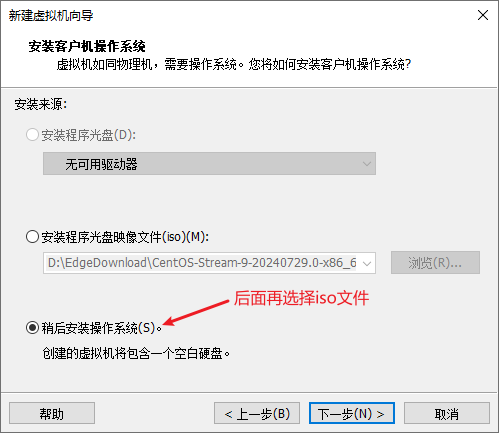 新建虚拟机向导
安装客户机操作系统
虚拟机如同物理机，需要操作系统。您将如何安装客户机操作系统?
安装来源:
安装程序光盘(D):
无可用驱动器
安装程序光盘映像文件(iso)(M):
D:\EdgeDownload\CentOS-Stream-9-20240729.0-x86_6
浏览(R)...
后面再选择iso文件
稍后安装操作系统(S)。
创建的虚拟机将包含一个空白硬盘。
帮助
< 上一步(B)
下一步(N) >
取消